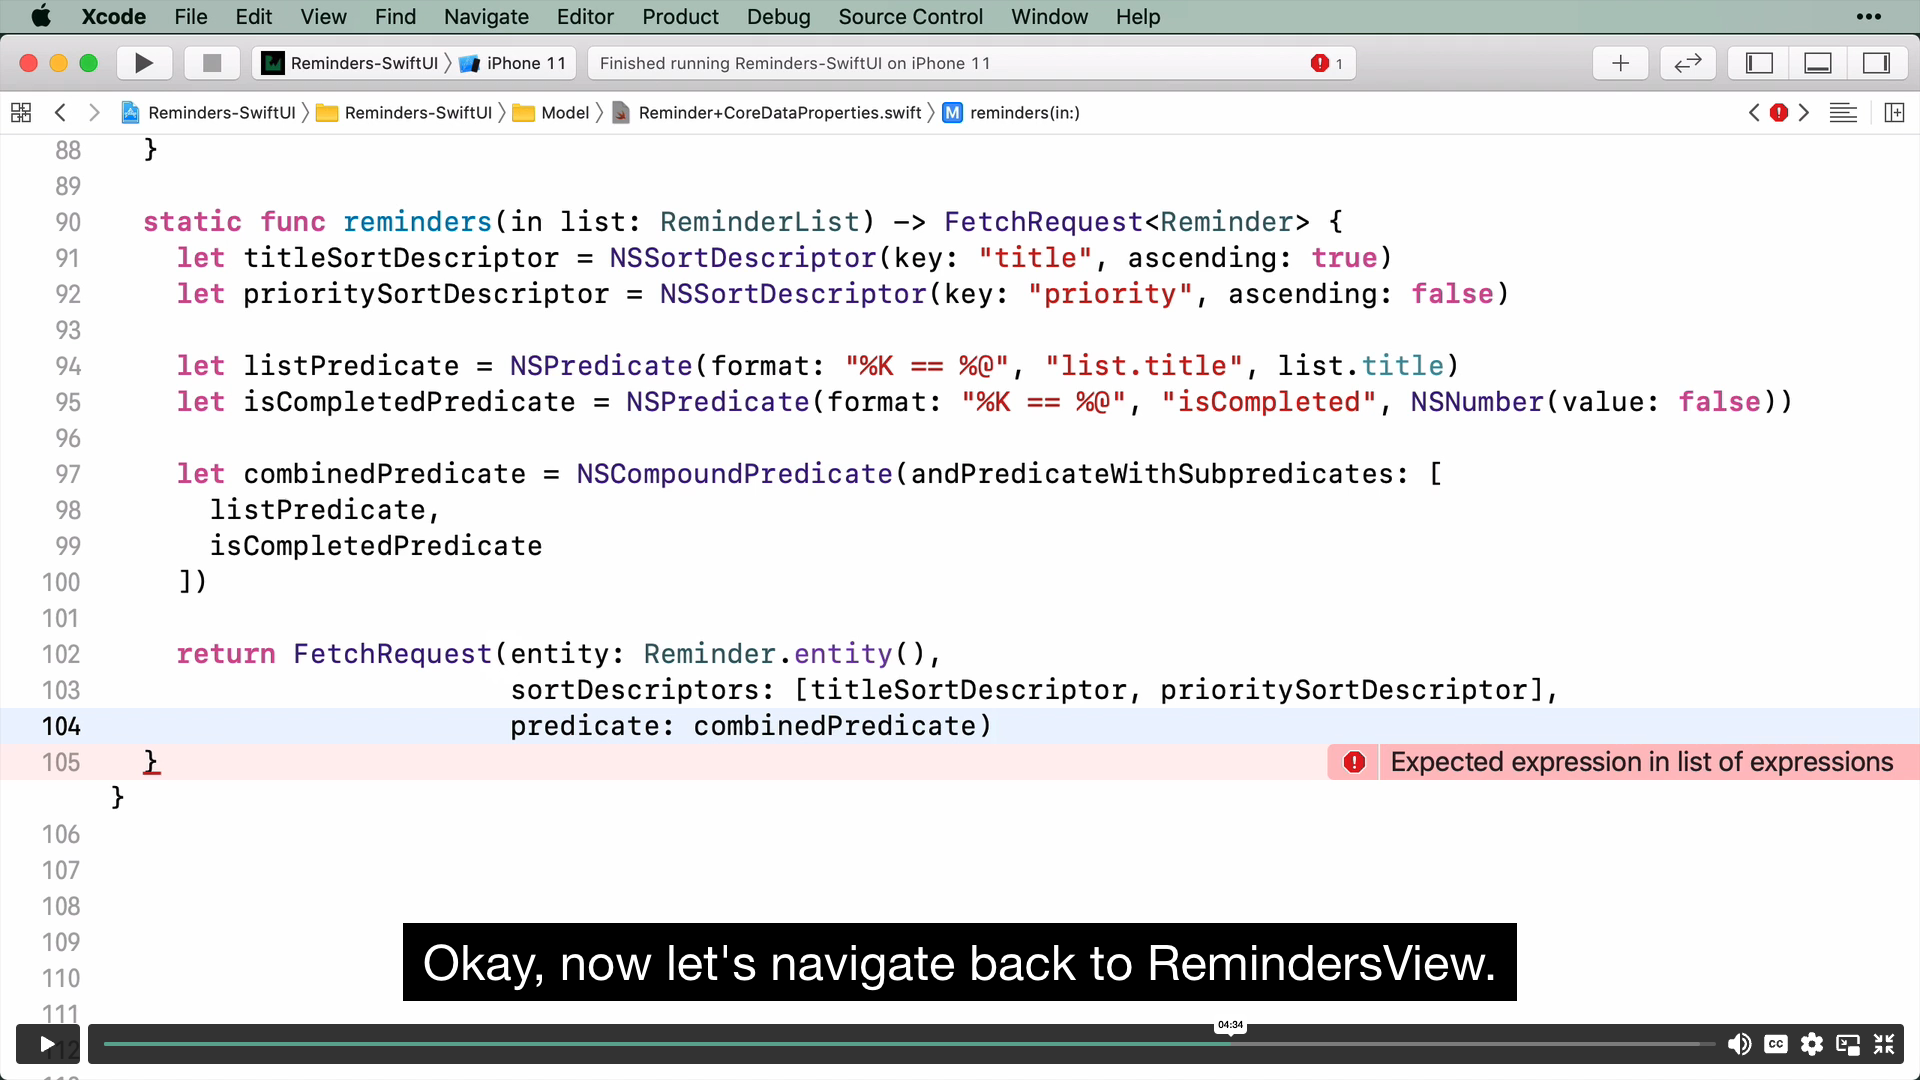 Xcode File Edit View Find Navigate Editor Product Debug Source Control Window Help
Reminders-SwiftUI iPhone 11 Finished running Reminders-SwiftUI on iPhone 11 1
Reminders-SwiftUI Reminders-SwiftUI Model Reminder+CoreDataProperties.swift M reminders(in:)
88 }
89
90 static func reminders(in list: ReminderList) -> FetchRequest<Reminder> {
91 let titleSortDescriptor = NSSortDescriptor(key: "title", ascending: true)
92 let prioritySortDescriptor = NSSortDescriptor(key: "priority", ascending: false)
93
94 let listPredicate = NSPredicate(format: "%K == %@", "list.title", list.title)
95 let isCompletedPredicate = NSPredicate(format: "%K == %@", "isCompleted", NSNumber(value: false))
96
97 let combinedPredicate = NSCompoundPredicate(andPredicateWithSubpredicates: [
98 listPredicate,
99 isCompletedPredicate
100 ])
101
102 return FetchRequest(entity: Reminder.entity(),
103 sortDescriptors: [titleSortDescriptor, prioritySortDescriptor],
104 predicate: combinedPredicate)
105 } Expected expression in list of expressions
}
106
107
108
109
110
Okay, now let's navigate back to RemindersView.
111
04:34
CC